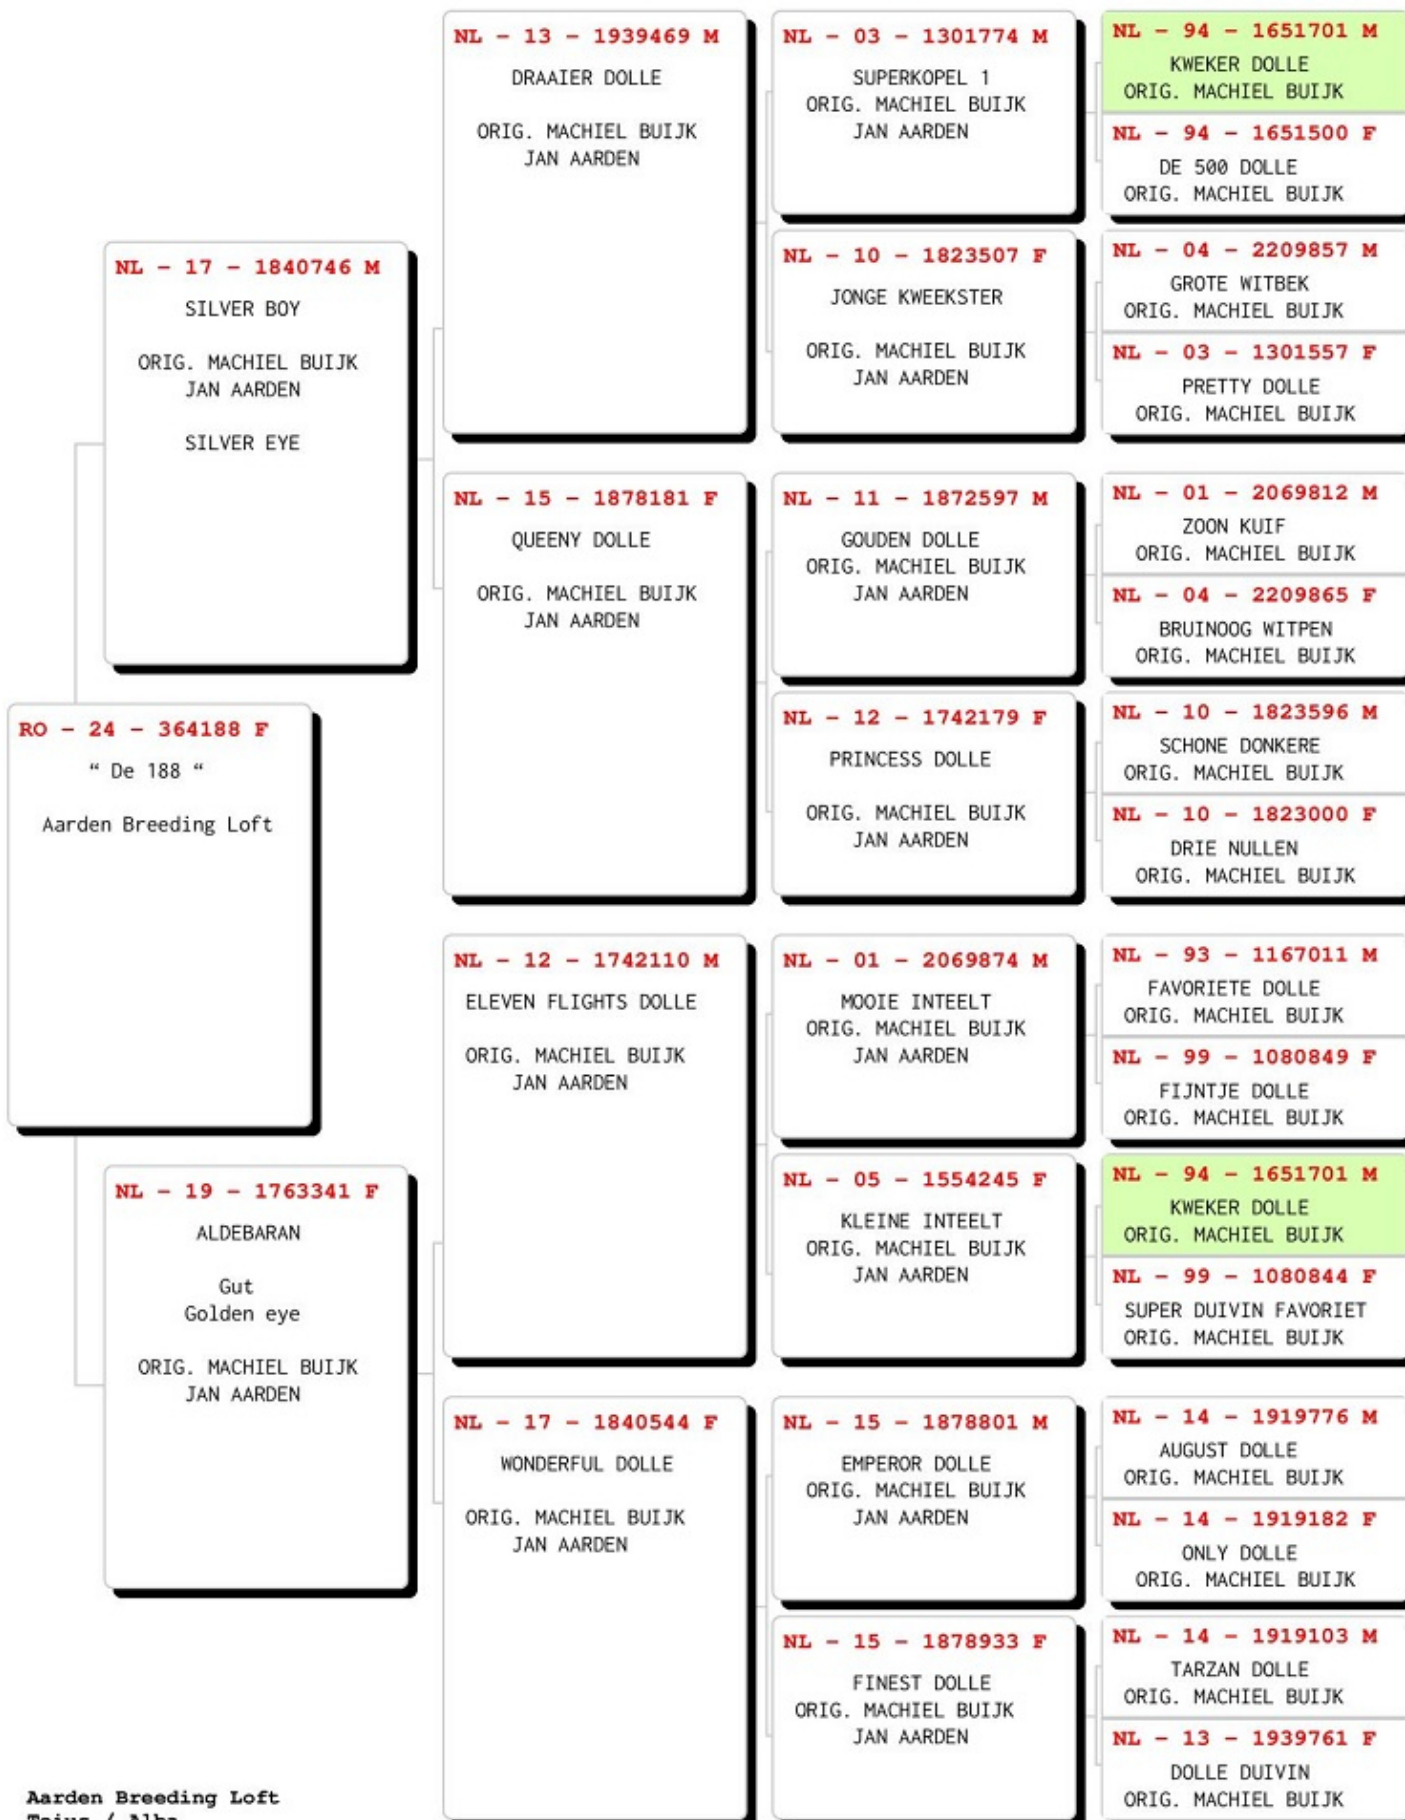 RO - 24 - 364188 F
“ De 188 “
Aarden Breeding Loft
NL - 17 - 1840746 M
SILVER BOY
ORIG. MACHIEL BUIJK
JAN AARDEN
SILVER EYE
NL - 19 - 1763341 F
ALDEBARAN
Gut
Golden eye
ORIG. MACHIEL BUIJK
JAN AARDEN
NL - 13 - 1939469 M
DRAAIER DOLLE
ORIG. MACHIEL BUIJK
JAN AARDEN
NL - 15 - 1878181 F
QUEENY DOLLE
ORIG. MACHIEL BUIJK
JAN AARDEN
NL - 12 - 1742110 M
ELEVEN FLIGHTS DOLLE
ORIG. MACHIEL BUIJK
JAN AARDEN
NL - 17 - 1840544 F
WONDERFUL DOLLE
ORIG. MACHIEL BUIJK
JAN AARDEN
NL - 03 - 1301774 M
SUPERKOPEL 1
ORIG. MACHIEL BUIJK
JAN AARDEN
NL - 10 - 1823507 F
JONGE KWEEKSTER
ORIG. MACHIEL BUIJK
JAN AARDEN
NL - 11 - 1872597 M
GOUDEN DOLLE
ORIG. MACHIEL BUIJK
JAN AARDEN
NL - 12 - 1742179 F
PRINCESS DOLLE
ORIG. MACHIEL BUIJK
JAN AARDEN
NL - 01 - 2069874 M
MOOIE INTEELT
ORIG. MACHIEL BUIJK
JAN AARDEN
NL - 05 - 1554245 F
KLEINE INTEELT
ORIG. MACHIEL BUIJK
JAN AARDEN
NL - 15 - 1878801 M
EMPEROR DOLLE
ORIG. MACHIEL BUIJK
JAN AARDEN
NL - 15 - 1878933 F
FINEST DOLLE
ORIG. MACHIEL BUIJK
JAN AARDEN
NL - 94 - 1651701 M
KWEKER DOLLE
ORIG. MACHIEL BUIJK
NL - 94 - 1651500 F
DE 500 DOLLE
ORIG. MACHIEL BUIJK
NL - 04 - 2209857 M
GROTE WITBEK
ORIG. MACHIEL BUIJK
NL - 03 - 1301557 F
PRETTY DOLLE
ORIG. MACHIEL BUIJK
NL - 01 - 2069812 M
ZOON KUIF
ORIG. MACHIEL BUIJK
NL - 04 - 2209865 F
BRUINOOG WITPEN
ORIG. MACHIEL BUIJK
NL - 10 - 1823596 M
SCHONE DONKERE
ORIG. MACHIEL BUIJK
NL - 10 - 1823000 F
DRIE NULLEN
ORIG. MACHIEL BUIJK
NL - 93 - 1167011 M
FAVORIETE DOLLE
ORIG. MACHIEL BUIJK
NL - 99 - 1080849 F
FIJNTJE DOLLE
ORIG. MACHIEL BUIJK
NL - 94 - 1651701 M
KWEKER DOLLE
ORIG. MACHIEL BUIJK
NL - 99 - 1080844 F
SUPER DUIVIN FAVORIET
ORIG. MACHIEL BUIJK
NL - 14 - 1919776 M
AUGUST DOLLE
ORIG. MACHIEL BUIJK
NL - 14 - 1919182 F
ONLY DOLLE
ORIG. MACHIEL BUIJK
NL - 14 - 1919103 M
TARZAN DOLLE
ORIG. MACHIEL BUIJK
NL - 13 - 1939761 F
DOLLE DUIVIN
ORIG. MACHIEL BUIJK
Aarden Breeding Loft